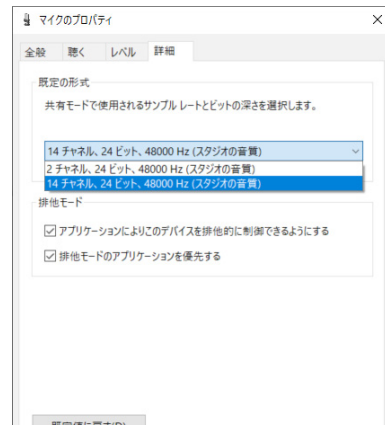 マイクのプロパティ
全般 聴く レベル 詳細
既定の形式
共有モードで使用されるサンプル レートとビットの深さを選択します。
14 チャネル、24 ビット、48000 Hz (スタジオの音質)
2 チャネル、24 ビット、48000 Hz (スタジオの音質)
14 チャネル、24 ビット、48000 Hz (スタジオの音質)
排他モード
アプリケーションによりこのデバイスを排他的に制御できるようにする
排他モードのアプリケーションを優先する
既定値に戻す(D)